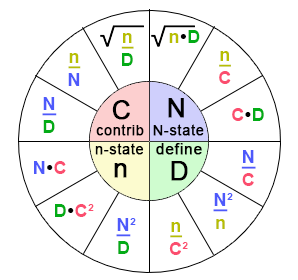 √n/D
√n•D
n/N
n/C
N/D
C•D
N•C
N/C
D•C²
N²/n
N²/D
n/C²
C
contrib
N
N-state
n-state
n
define
D